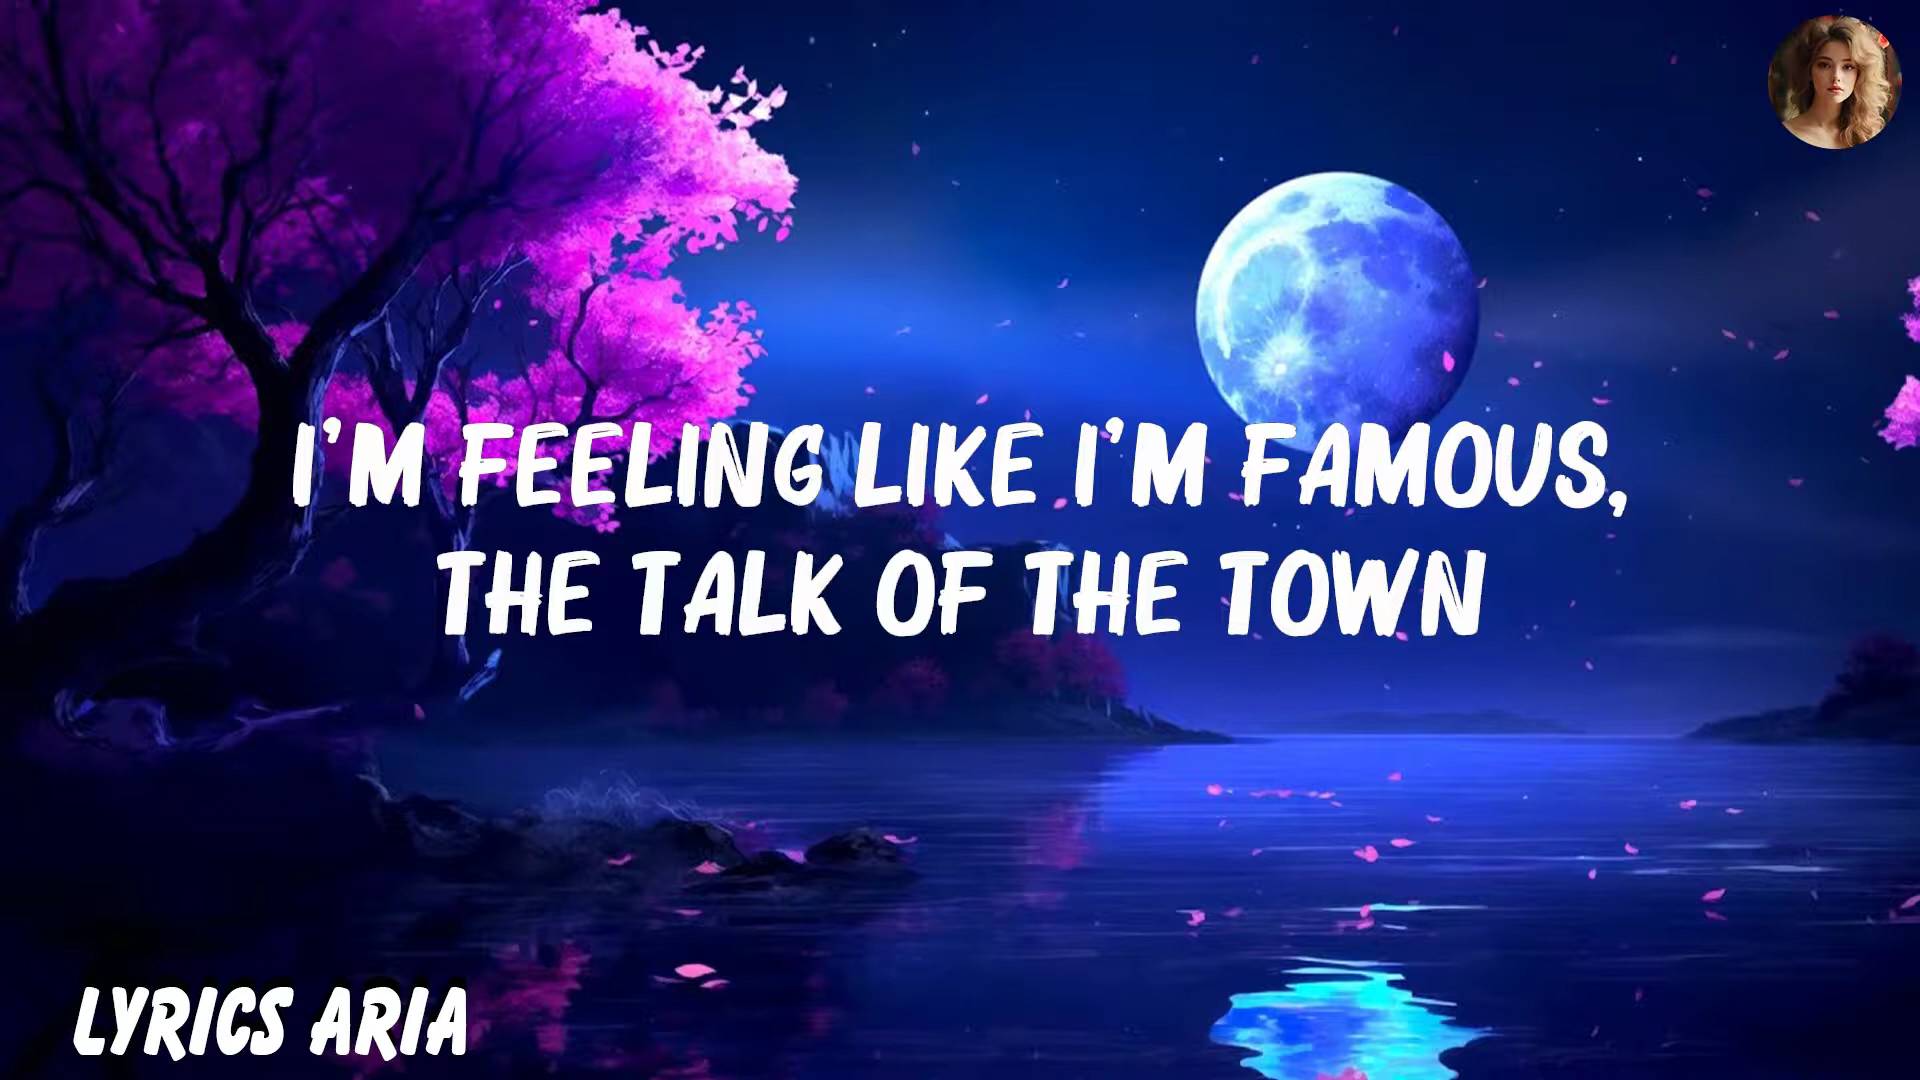 I'M FEELING LIKE I'M FAMOUS,
THE TALK OF THE TOWN
LYRICS ARIA